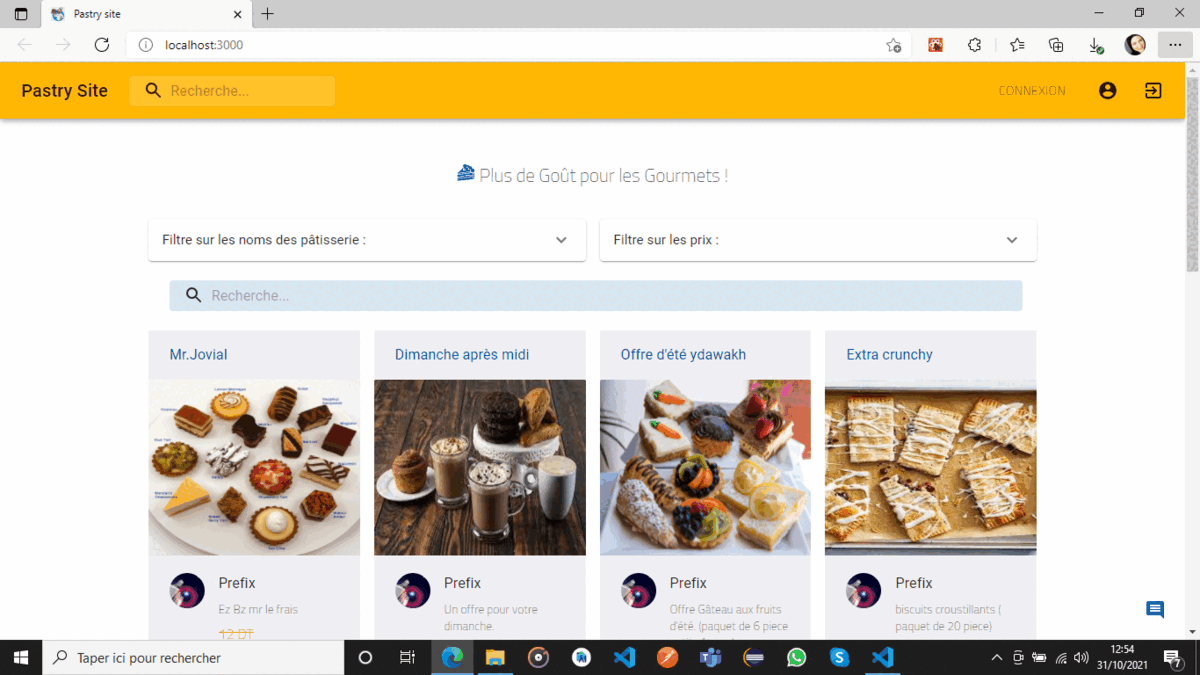 Pastry site
localhost:3000
Pastry Site
Recherche...
CONNEXION
Plus de Goût pour les Gourmets !
Filtre sur les noms des pâtisserie :
Filtre sur les prix :
Recherche...
Mr.Jovial
Dimanche après midi
Offre d'été ydawakh
Extra crunchy
Prefix
Ez Bz mr le frais
12 DT
Prefix
Un offre pour votre
dimanche.
Prefix
Offre Gâteau aux fruits
d'été. (paquet de 6 piece
Prefix
biscuits croustillants (
paquet de 20 piece)
Taper ici pour rechercher
12:54
31/10/2021
7